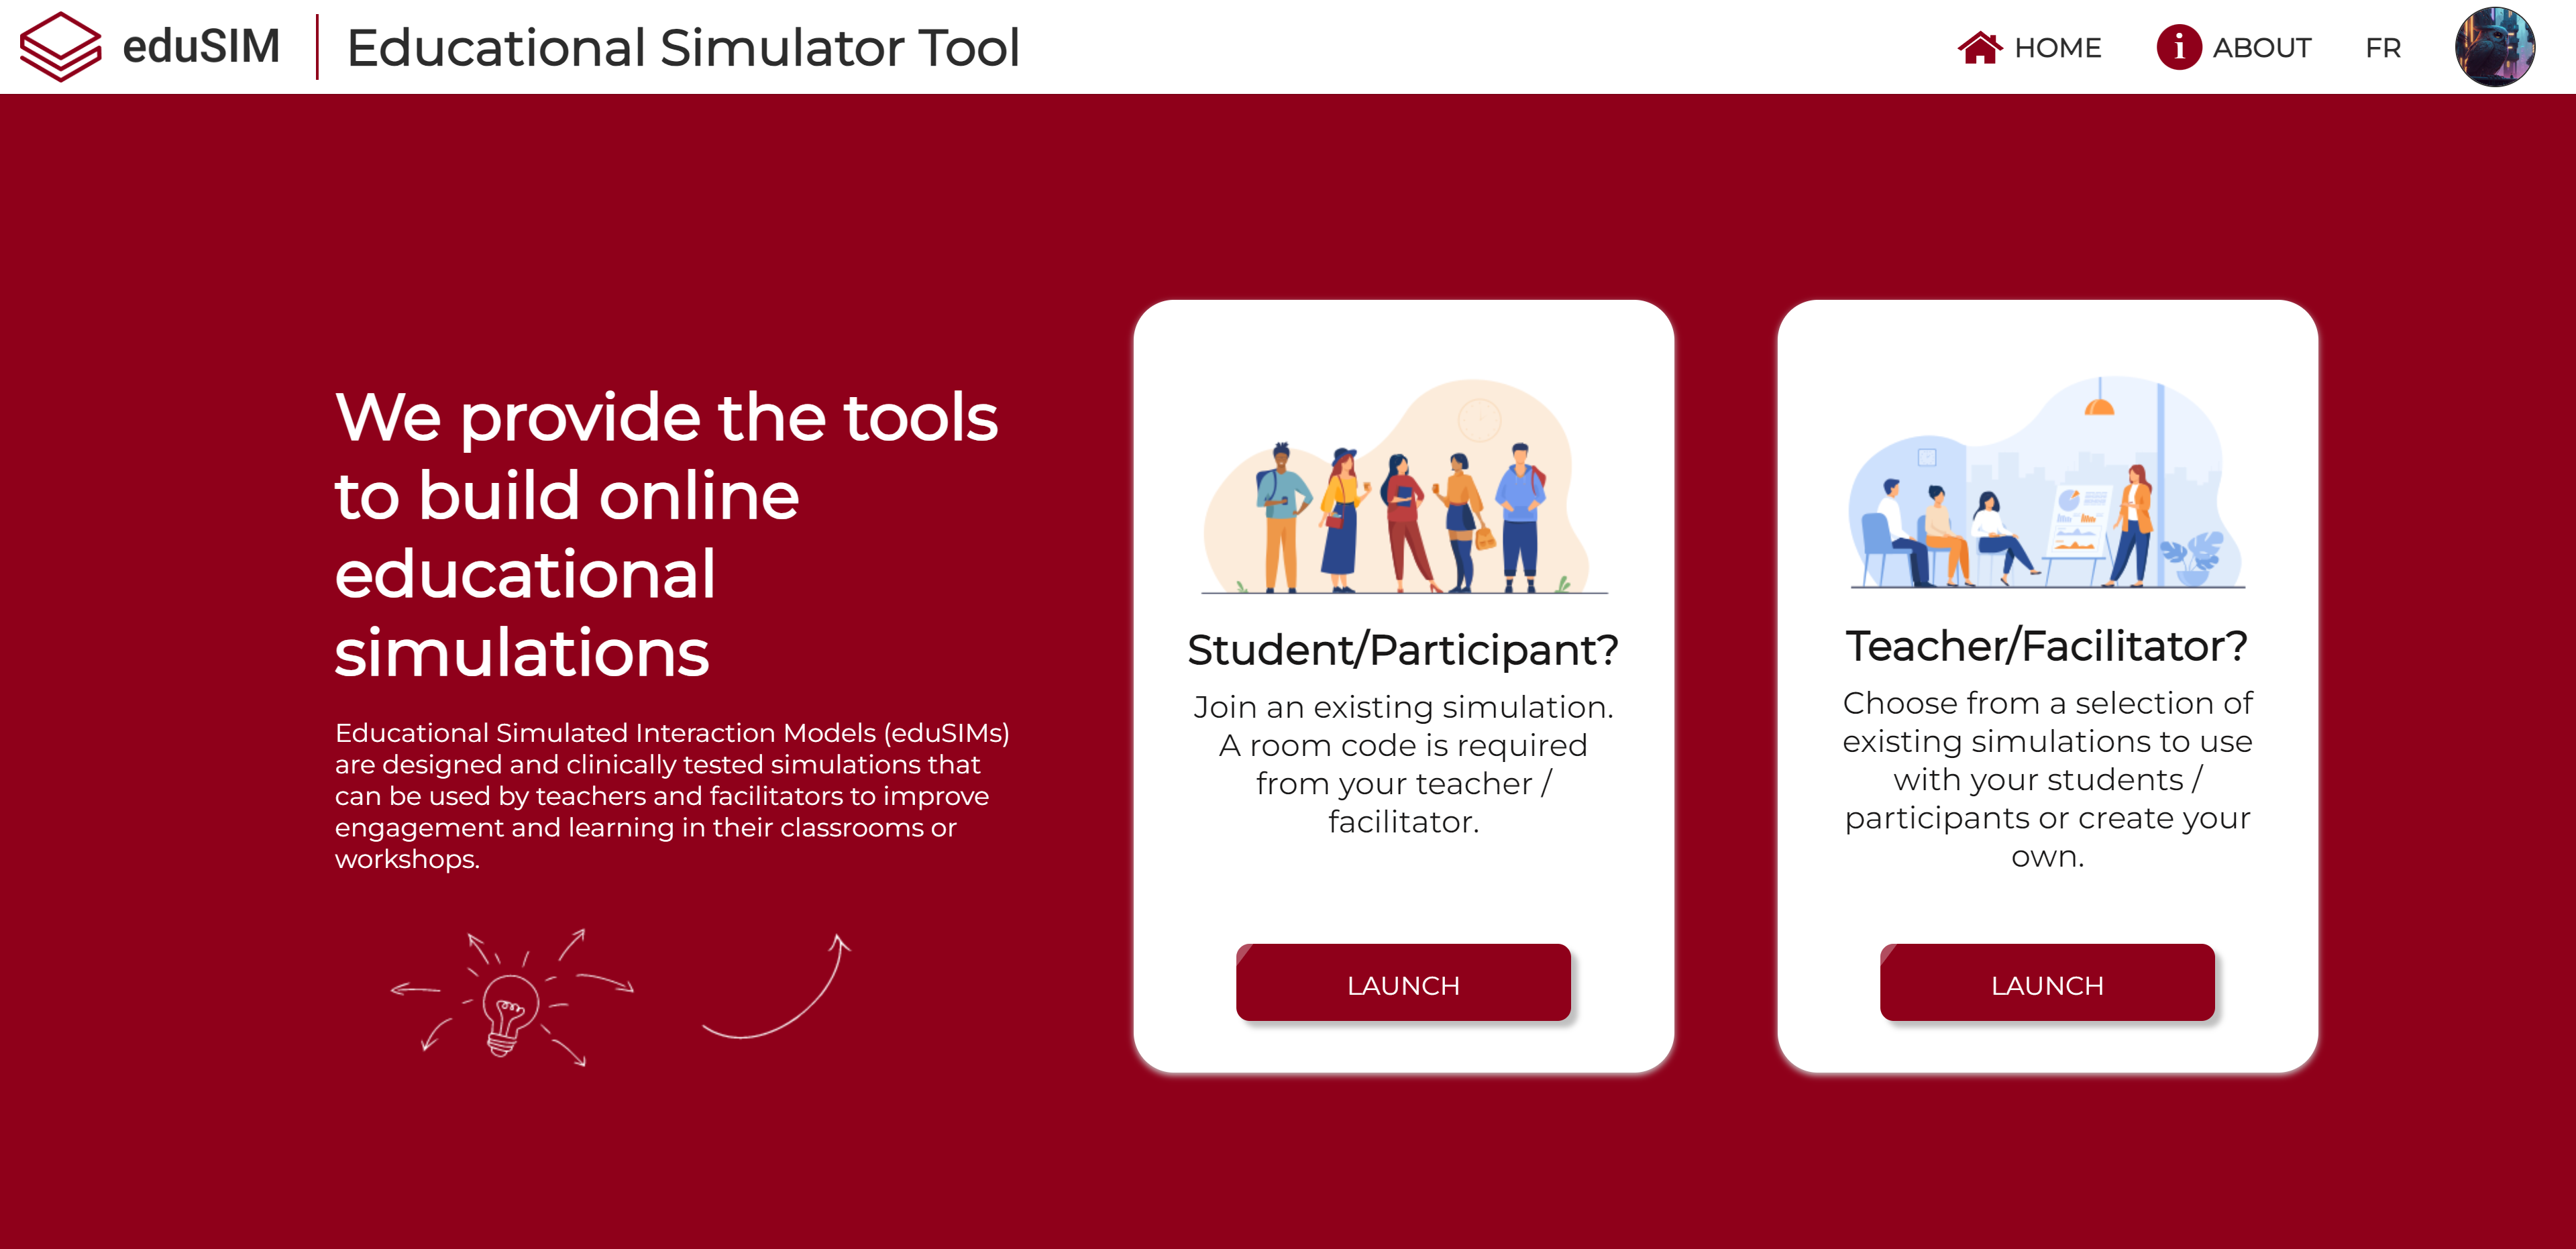 eduSIM
Educational Simulator Tool
HOME
ABOUT
FR
We provide the tools
to build online
educational
simulations
Educational Simulated Interaction Models (eduSIMs)
are designed and clinically tested simulations that
can be used by teachers and facilitators to improve
engagement and learning in their classrooms or
workshops.
Student/Participant?
Join an existing simulation.
A room code is required
from your teacher /
facilitator.
LAUNCH
Teacher/Facilitator?
Choose from a selection of
existing simulations to use
with your students /
participants or create your
own.
LAUNCH